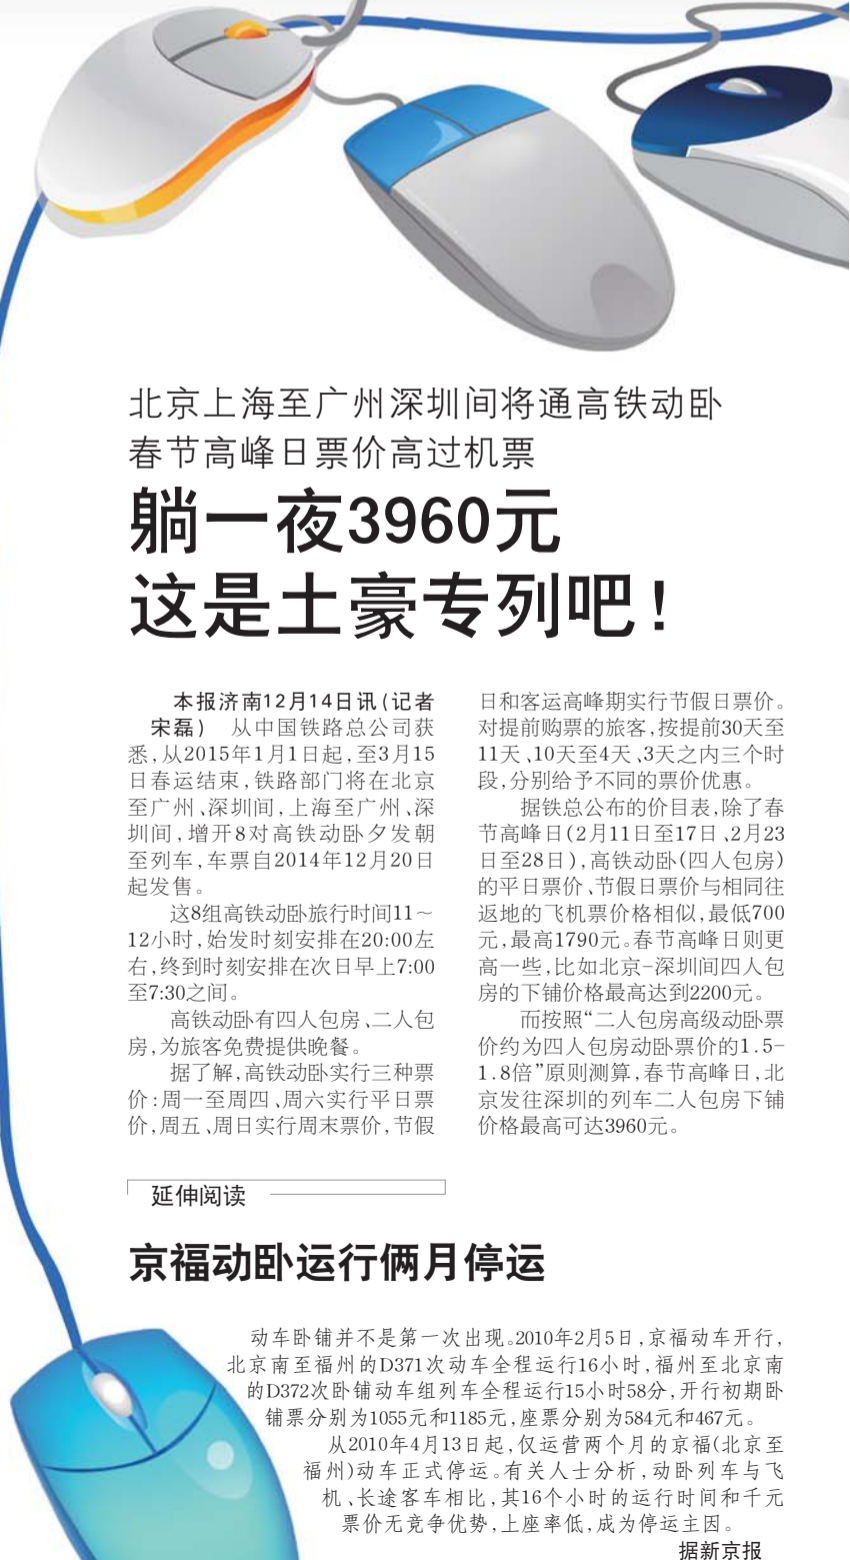 北京上海至广州深圳间将通高铁动卧
春节高峰日票价高过机票
躺一夜3960元
这是土豪专列吧！
本报济南12月14日讯(记者
宋磊) 从中国铁路总公司获
悉,从2015年1月1日起,至3月15
日春运结束,铁路部门将在北京
至广州、深圳间,上海至广州、深
圳间,增开8对高铁动卧夕发朝
至列车,车票自2014年12月20日
起发售。
这8组高铁动卧旅行时间11～
12小时,始发时刻安排在20:00左
右,终到时刻安排在次日早上7:00
至7:30之间。
高铁动卧有四人包房、二人包
房,为旅客免费提供晚餐。
据了解,高铁动卧实行三种票
价:周一至周四、周六实行平日票
价,周五、周日实行周末票价,节假
日和客运高峰期实行节假日票价。
对提前购票的旅客,按提前30天至
11天、10天至4天、3天之内三个时
段,分别给予不同的票价优惠。
据铁总公布的价目表,除了春
节高峰日(2月11日至17日、2月23
日至28日),高铁动卧(四人包房)
的平日票价、节假日票价与相同往
返地的飞机票价格相似,最低700
元,最高1790元。春节高峰日则更
高一些,比如北京-深圳间四人包
房的下铺价格最高达到2200元。
而按照“二人包房高级动卧票
价约为四人包房动卧票价的1.5-
1.8倍”原则测算,春节高峰日,北
京发往深圳的列车二人包房下铺
价格最高可达3960元。
延伸阅读
京福动卧运行俩月停运
动车卧铺并不是第一次出现。2010年2月5日,京福动车开行,
北京南至福州的D371次动车全程运行16小时,福州至北京南
的D372次卧铺动车组列车全程运行15小时58分,开行初期卧
铺票分别为1055元和1185元,座票分别为584元和467元。
从2010年4月13日起,仅运营两个月的京福(北京至
福州)动车正式停运。有关人士分析,动卧列车与飞
机、长途客车相比,其16个小时的运行时间和千元
票价无竞争优势,上座率低,成为停运主因。
据新京报